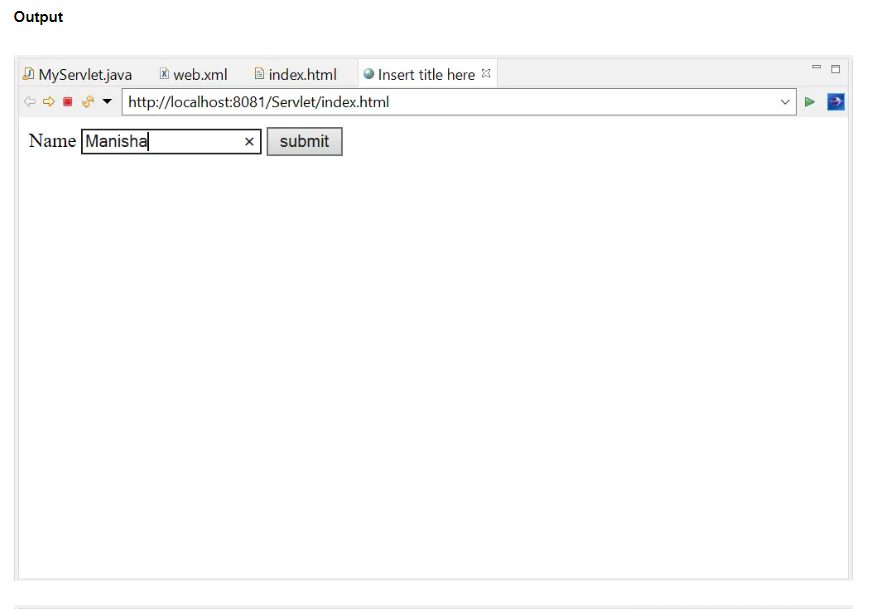 Output
MyServlet.java web.xml index.html Insert title here
http://localhost:8081/Servlet/index.html
Name Manisha submit